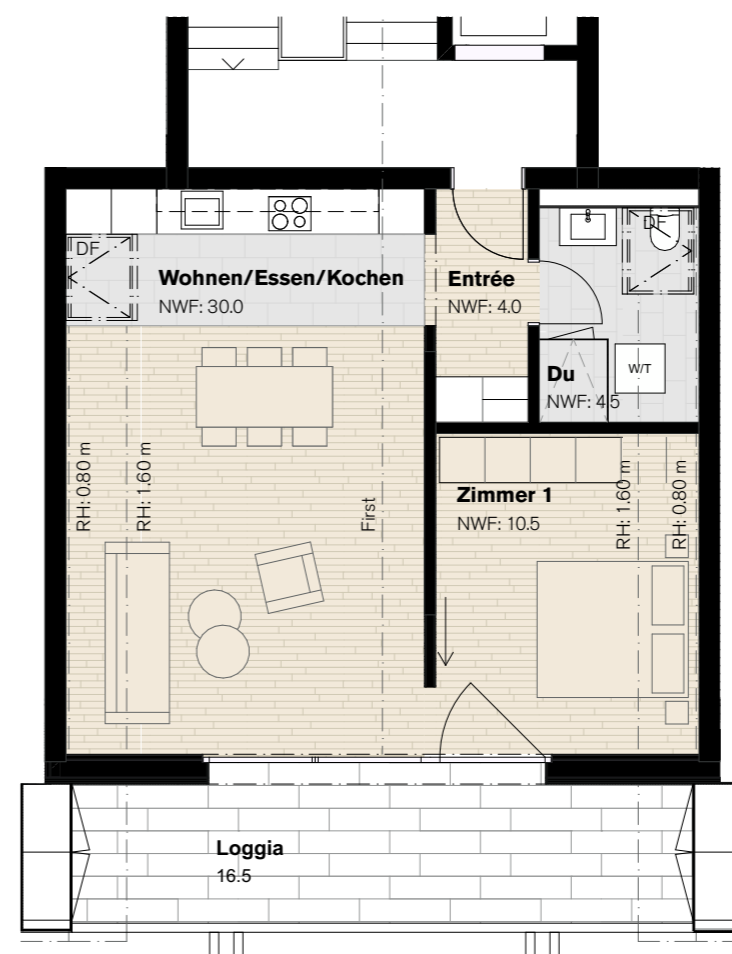 DF
DF
Wohnen/Essen/Kochen
NWF: 30.0
Entrée
NWF: 4.0
W/T
Du
NWF: 4.5
RH: 0.80 m
RH: 1.60 m
First
Zimmer 1
NWF: 10.5
RH: 1.60 m
RH: 0.80 m
Loggia
16.5